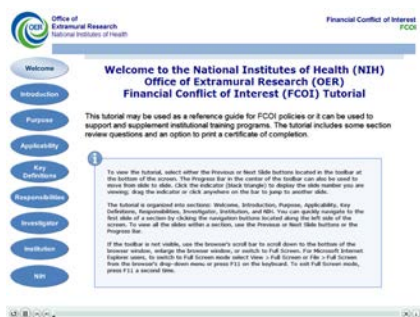 Office of
Extramural Research
National Institutes of Health
OER
Financial Conflict of Interest
FCOI
Welcome
Introduction
Purpose
Applicability
Key
Definitions
Responsibilities
Investigator
Institution
NIH
Welcome to the National Institutes of Health (NIH)
Office of Extramural Research (OER)
Financial Conflict of Interest (FCOI) Tutorial
This tutorial may be used as a reference guide for FCOI policies or it can be used to
support and supplement institutional training programs. The tutorial includes some section
review questions and an option to print a certificate of completion.
To view the tutorial, select either the Previous or Next Slide buttons located in the toolbar at
the bottom of the screen. The Progress Bar in the center of the toolbar can also be used to
move from slide to slide. Click the indicator (black triangle) to display the slide number you are
viewing; drag the indicator or click anywhere on the bar to jump to another slide.
The tutorial is organized into sections: Welcome, Introduction, Purpose, Applicability, Key
Definitions, Responsibilities, Investigator, Institution, and NIH. You can quickly navigate to the
first slide of a section by clicking the navigation buttons located along the left side of the
screen. To view all the slides within a section, use the Previous or Next Slide buttons or the
Progress Bar.
If the toolbar is not visible, use the browser's scroll bar to scroll down to the bottom of the
browser window, enlarge the browser window, or switch to Full Screen. For Microsoft Internet
Explorer users, to switch to Full Screen mode select View > Full Screen or File > Full Screen
from the browser's drop-down menu or press F11 on the keyboard. To exit Full Screen mode,
press F11 a second time.